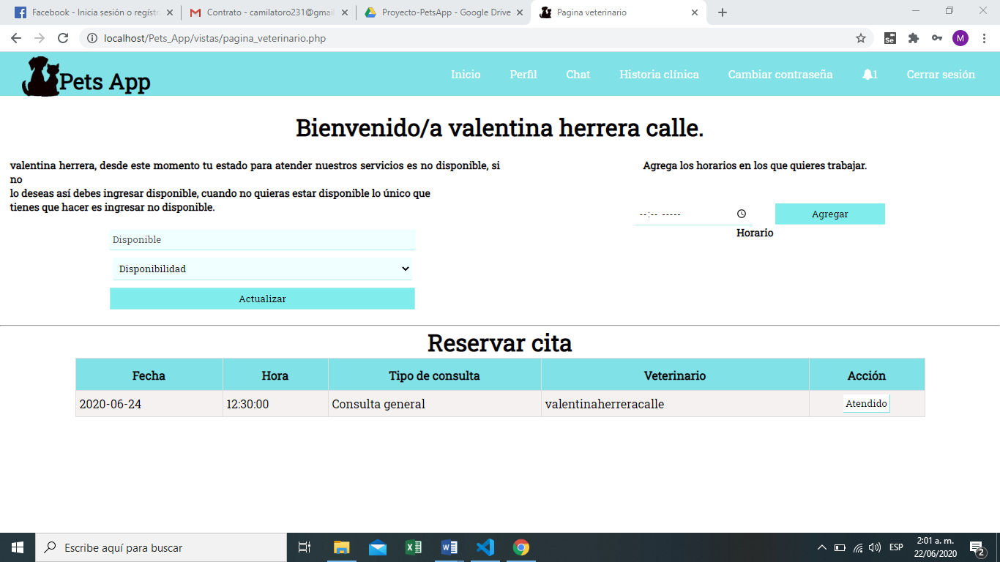 Facebook - Inicia sesión o regístr
Contrato - camilatoro231@gmai
Proyecto-PetsApp - Google Drive
Pagina veterinario
localhost/Pets_App/vistas/pagina_veterinario.php
Se
M
Pets App
Inicio
Perfil
Chat
Historia clínica
Cambiar contraseña
1
Cerrar sesión
Bienvenido/a valentina herrera calle.
valentina herrera, desde este momento tu estado para atender nuestros servicios es no disponible, si
no
lo deseas así debes ingresar disponible, cuando no quieras estar disponible lo único que
tienes que hacer es ingresar no disponible.
Disponible
Disponibilidad
Actualizar
Agrega los horarios en los que quieres trabajar.
--:-- -----
Agregar
Horario
Reservar cita
Fecha
Hora
Tipo de consulta
Veterinario
Acción
2020-06-24
12:30:00
Consulta general
valentinaherreracalle
Atendido
Escribe aquí para buscar
ESP
2:01 a. m.
22/06/2020
2